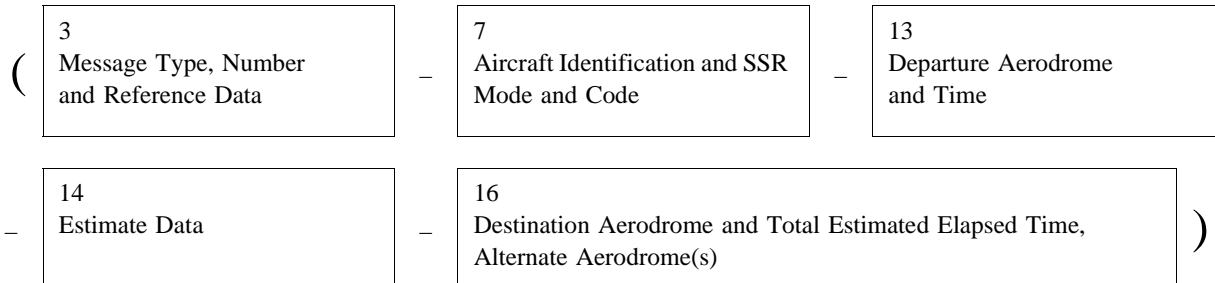 3
Message Type, Number
and Reference Data
7
Aircraft Identification and SSR
Mode and Code
13
Departure Aerodrome
and Time
( – –
14
Estimate Data
16
Destination Aerodrome and Total Estimated Elapsed Time,
Alternate Aerodrome(s)
– – )